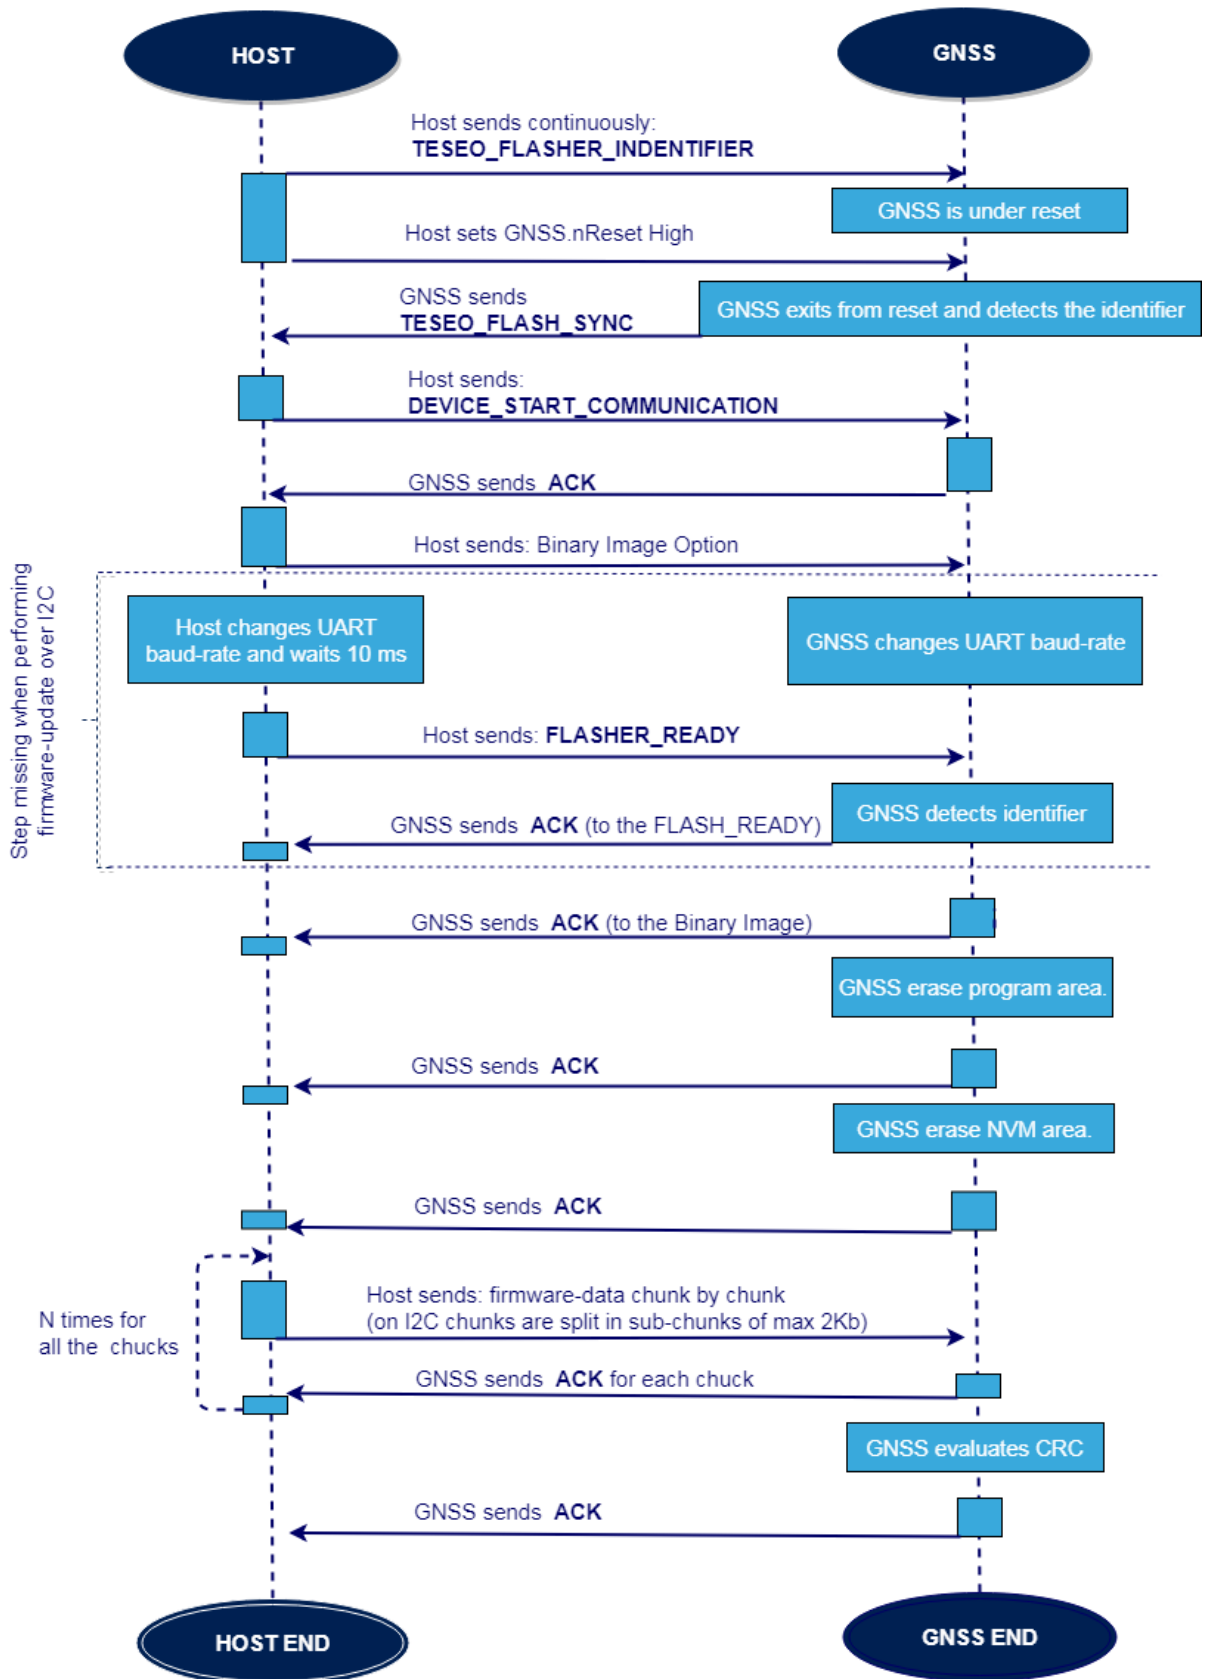 HOST
GNSS
Host sends continuously:
TESEO_FLASHER_INDENTIFIER
GNSS is under reset
Host sets GNSS.nReset High
GNSS sends
TESEO_FLASH_SYNC
GNSS exits from reset and detects the identifier
Host sends:
DEVICE_START_COMMUNICATION
GNSS sends ACK
Host sends: Binary Image Option
Step missing when performing
firmware-update over I2C
Host changes UART
baud-rate and waits 10 ms
GNSS changes UART baud-rate
Host sends: FLASHER_READY
GNSS detects identifier
GNSS sends ACK (to the FLASH_READY)
GNSS sends ACK (to the Binary Image)
GNSS erase program area.
GNSS sends ACK
GNSS erase NVM area.
GNSS sends ACK
N times for
all the chucks
Host sends: firmware-data chunk by chunk
(on I2C chunks are split in sub-chunks of max 2Kb)
GNSS sends ACK for each chuck
GNSS evaluates CRC
GNSS sends ACK
HOST END
GNSS END